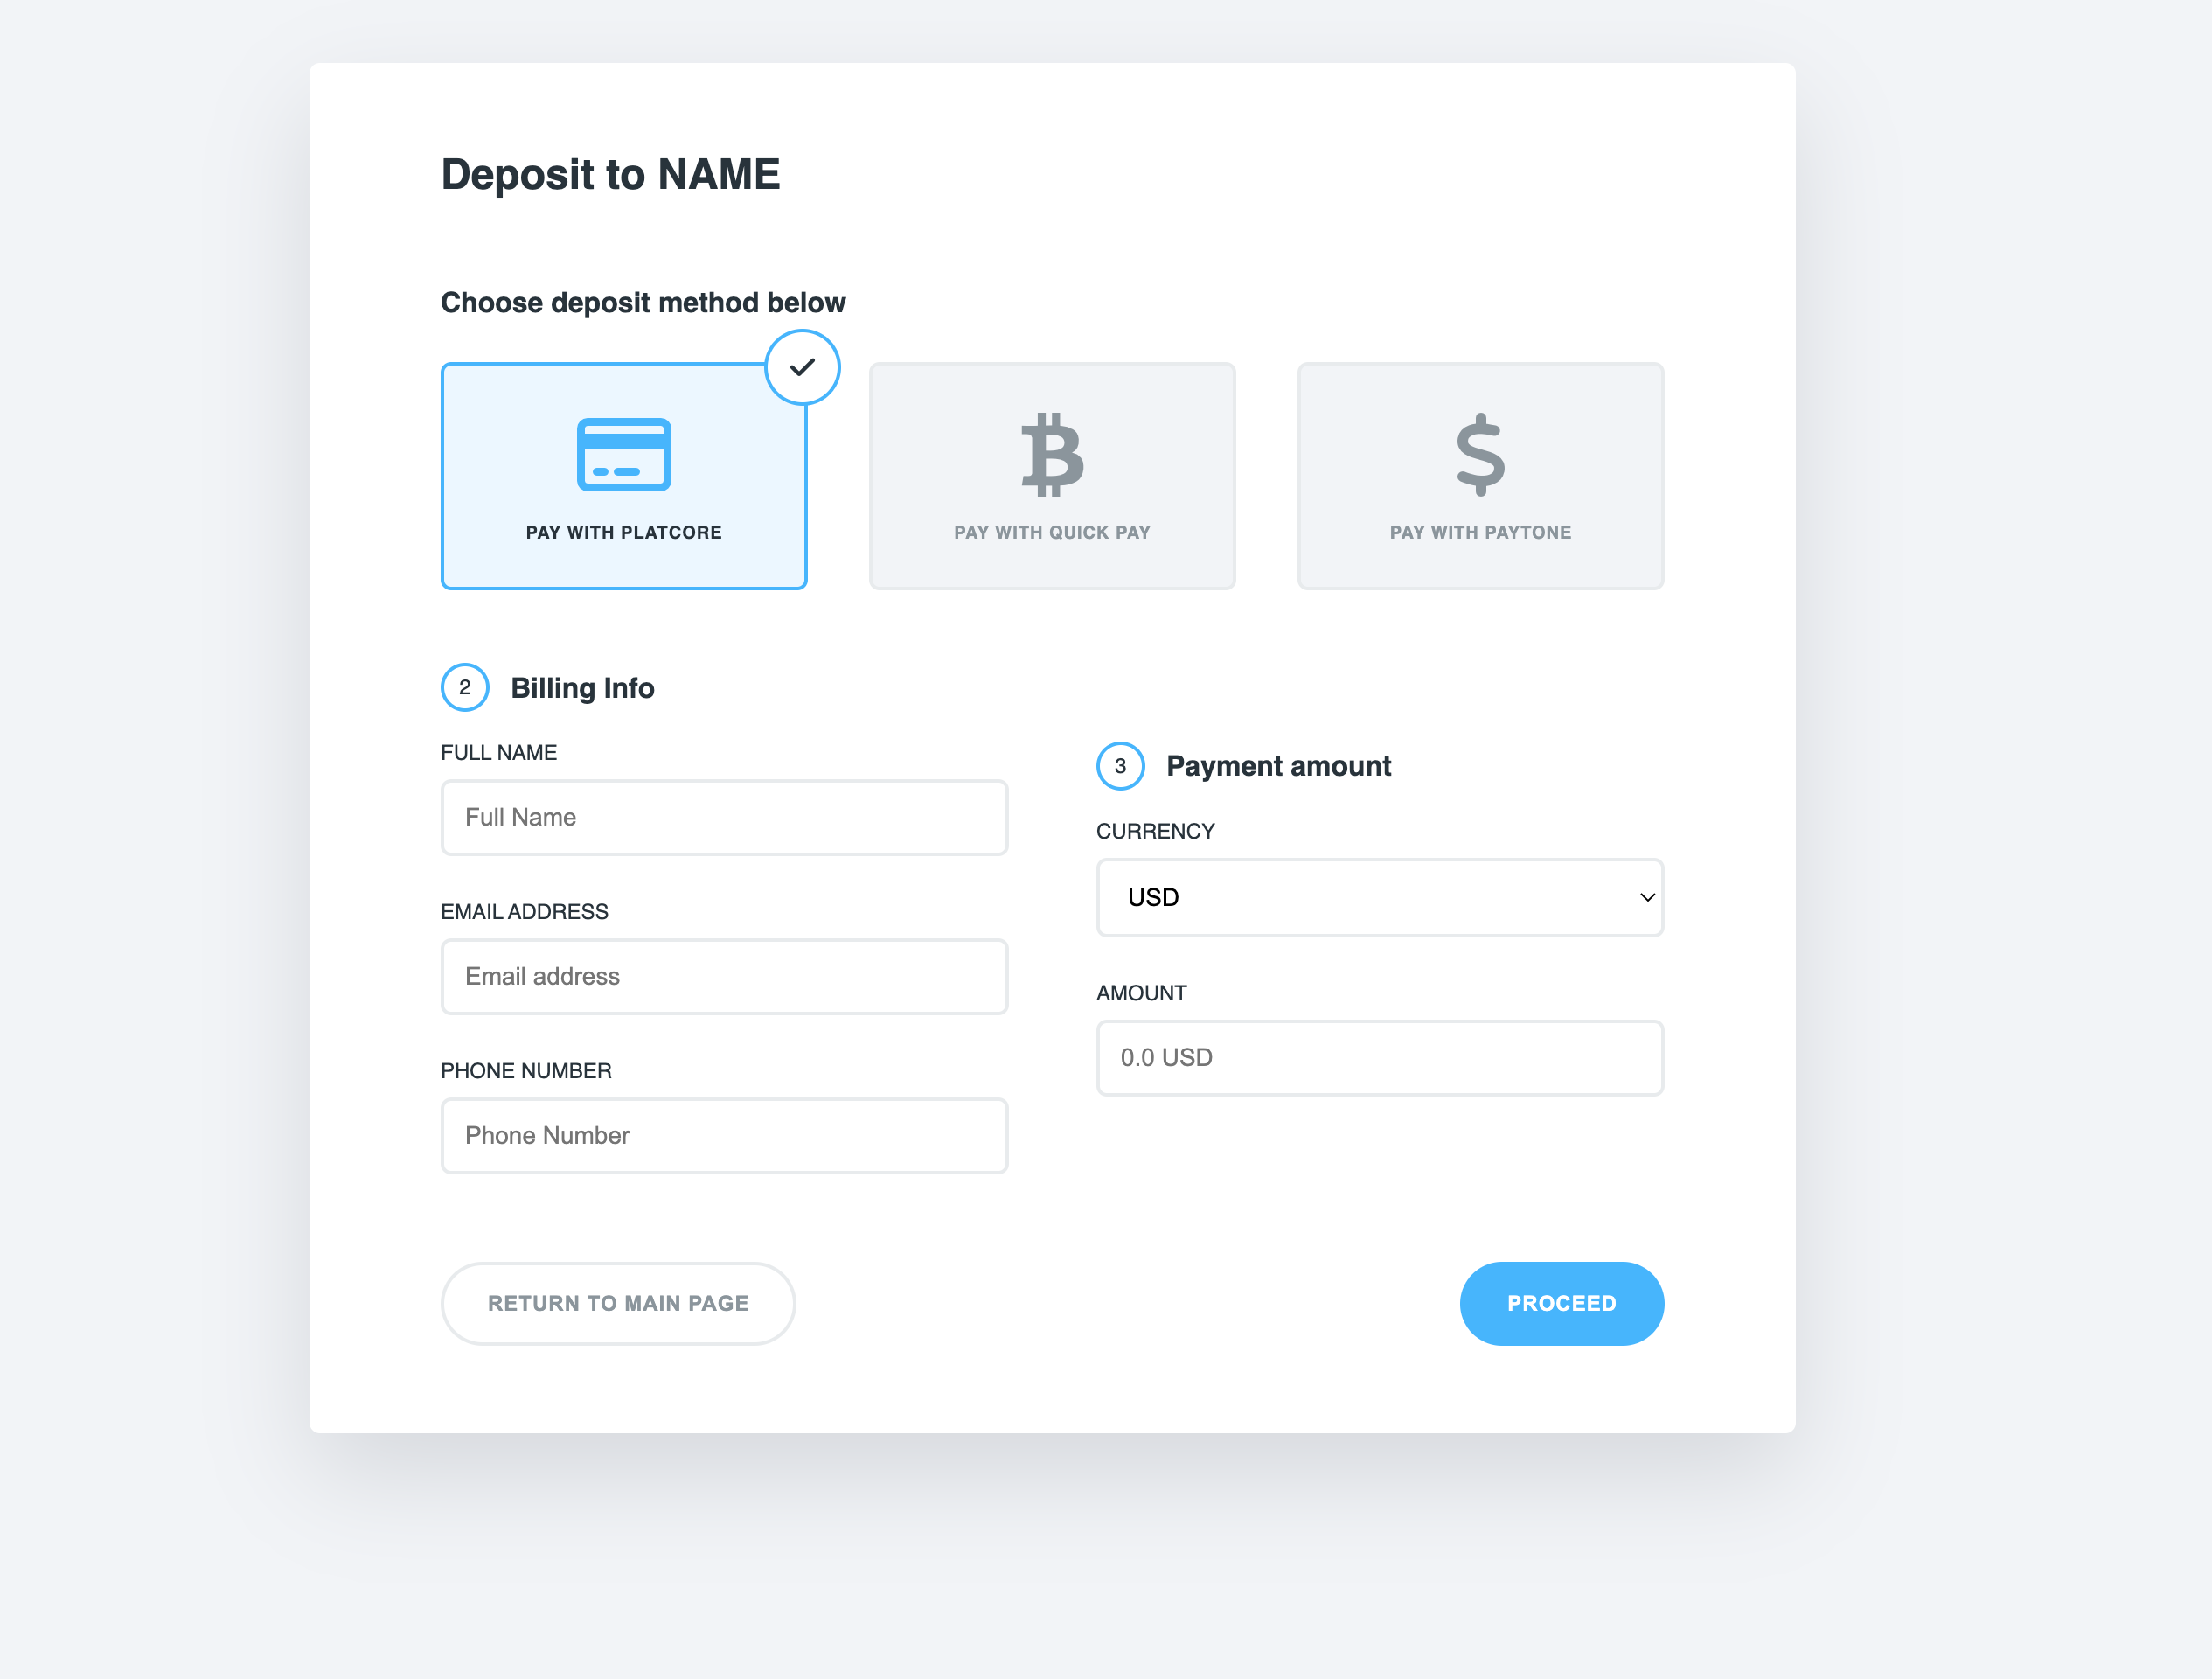 Deposit to NAME
Choose deposit method below
PAY WITH PLATCORE
PAY WITH QUICK PAY
PAY WITH PAYTONE
2 Billing Info
FULL NAME
Full Name
EMAIL ADDRESS
Email address
PHONE NUMBER
Phone Number
3 Payment amount
CURRENCY
USD
AMOUNT
0.0 USD
RETURN TO MAIN PAGE
PROCEED